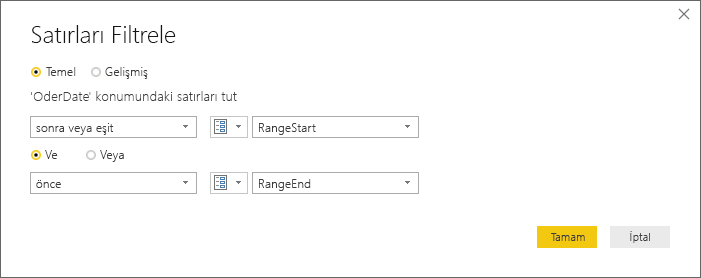 Satırları Filtrele
Temel Gelişmiş
'OderDate' konumundaki satırları tut
sonra veya eşit RangeStart
Ve Veya
önce RangeEnd
Tamam İptal